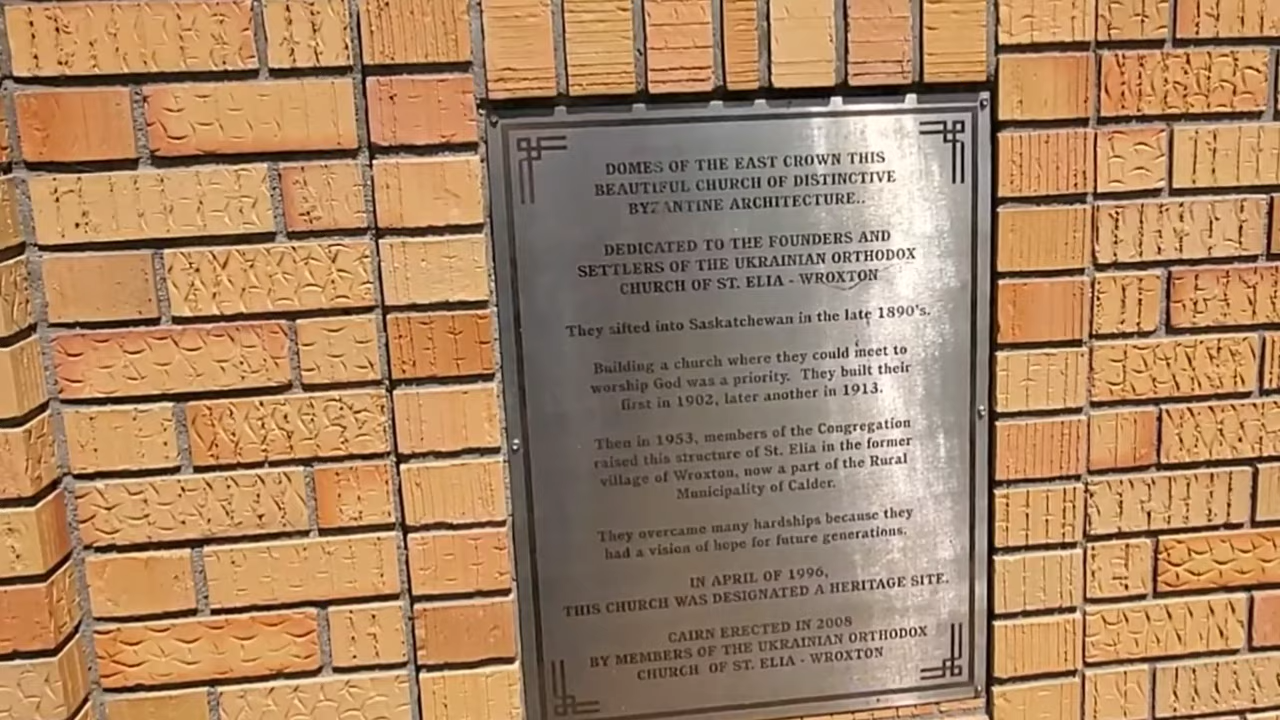 DOMES OF THE EAST CROWN THIS
BEAUTIFUL CHURCH OF DISTINCTIVE
BYZANTINE ARCHITECTURE..
DEDICATED TO THE FOUNDERS AND
SETTLERS OF THE UKRAINIAN ORTHODOX
CHURCH OF ST. ELIA - WROXTON
They sifted into Saskatchewan in the late 1890's.
Building a church where they could meet to
worship God was a priority. They built their
first in 1902, later another in 1913.
Then in 1953, members of the Congregation
raised this structure of St. Elia in the former
village of Wroxton, now a part of the Rural
Municipality of Calder.
They overcame many hardships because they
had a vision of hope for future generations.
IN APRIL OF 1996,
THIS CHURCH WAS DESIGNATED A HERITAGE SITE.
CAIRN ERECTED IN 2008
BY MEMBERS OF THE UKRAINIAN ORTHODOX
CHURCH OF ST. ELIA - WROXTON